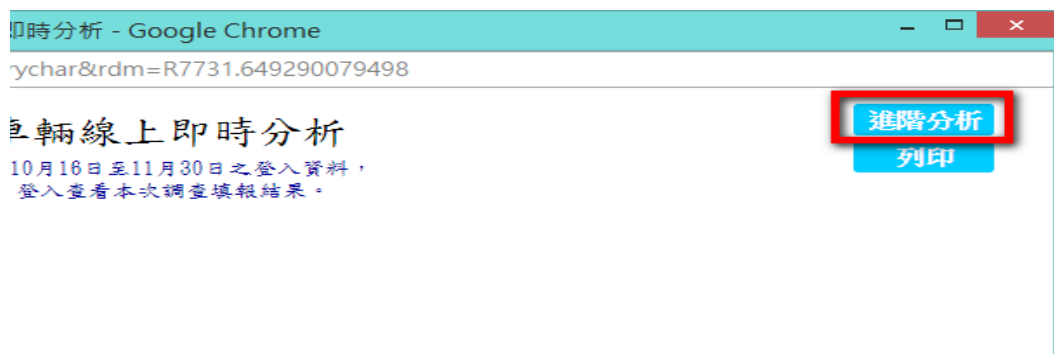 即時分析 - Google Chrome
rychar&rdm=R7731.649290079498
車輛線上即時分析
進階分析
10月16日至11月30日之登入資料，
列印
登入查看本次調查填報結果。